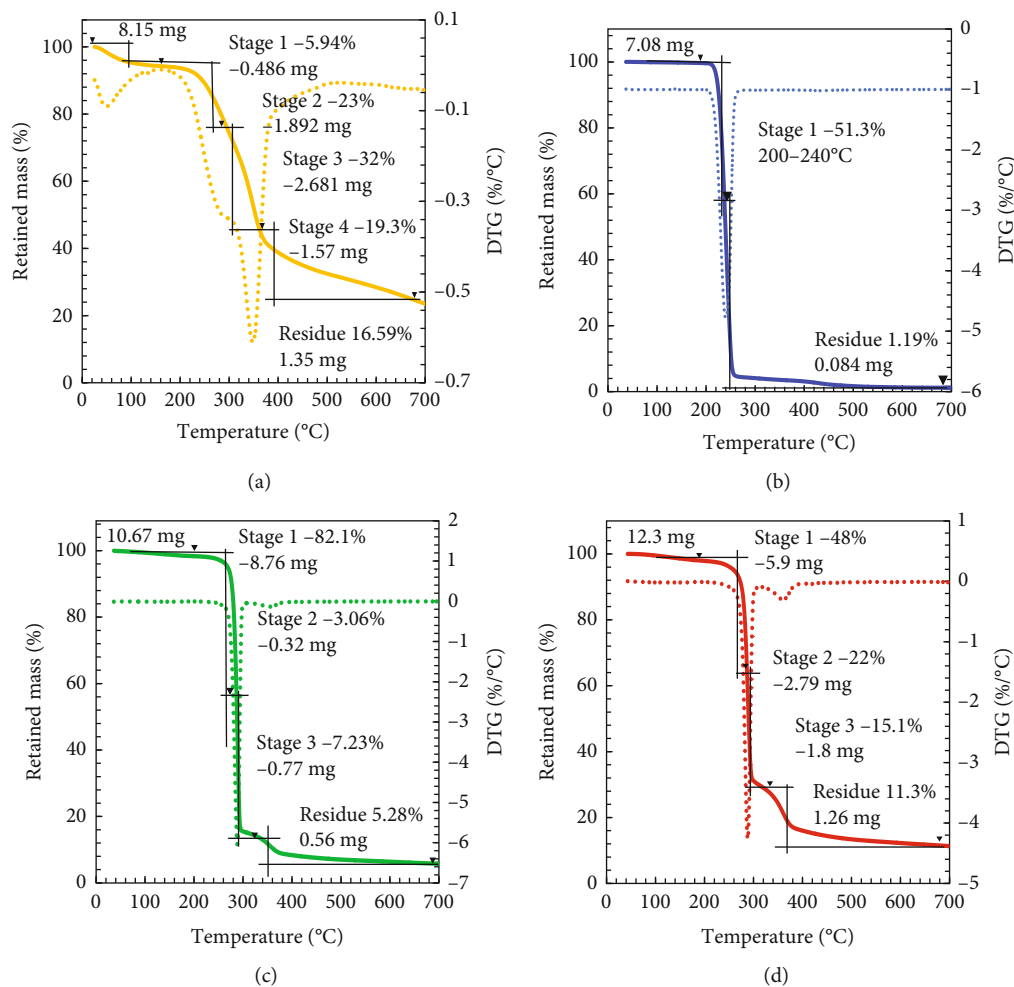 8.15 mg
Stage 1 –5.94%
–0.486 mg
Stage 2 –23%
–1.892 mg
Stage 3 –32%
–2.681 mg
Stage 4 –19.3%
–1.57 mg
Residue 16.59%
1.35 mg
Retained mass (%)
100
80
60
40
20
0
0 100 200 300 400 500 600 700
Temperature (°C)
0.1
–0.1
–0.3
–0.5
–0.7
DTG (%/°C)
(a)
7.08 mg
Stage 1 –51.3%
200–240°C
Residue 1.19%
0.084 mg
Retained mass (%)
100
80
60
40
20
0
0 100 200 300 400 500 600 700
Temperature (°C)
0
–1
–2
–3
–4
–5
–6
DTG (%/°C)
(b)
10.67 mg
Stage 1 –82.1%
–8.76 mg
Stage 2 –3.06%
–0.32 mg
Stage 3 –7.23%
–0.77 mg
Residue 5.28%
0.56 mg
Retained mass (%)
100
80
60
40
20
0
0 100 200 300 400 500 600 700
Temperature (°C)
2
1
0
–1
–2
–3
–4
–5
–6
–7
DTG (%/°C)
(c)
12.3 mg
Stage 1 –48%
–5.9 mg
Stage 2 –22%
–2.79 mg
Stage 3 –15.1%
–1.8 mg
Residue 11.3%
1.26 mg
Retained mass (%)
100
80
60
40
20
0
0 100 200 300 400 500 600 700
Temperature (°C)
1
0
–1
–2
–3
–4
–5
DTG (%/°C)
(d)